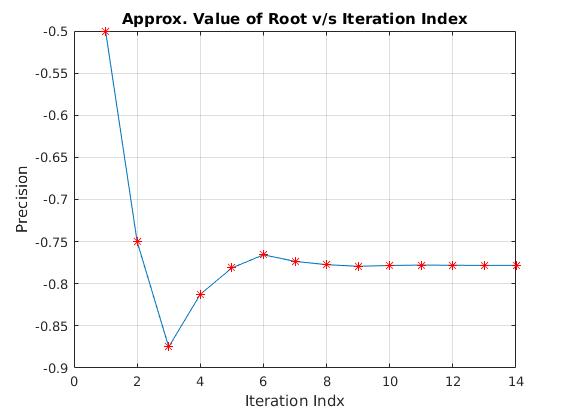 Approx. Value of Root v/s Iteration Index
-0.5
-0.55
-0.6
-0.65
-0.7
-0.75
-0.8
-0.85
-0.9
Precision
0 2 4 6 8 10 12 14
Iteration Indx